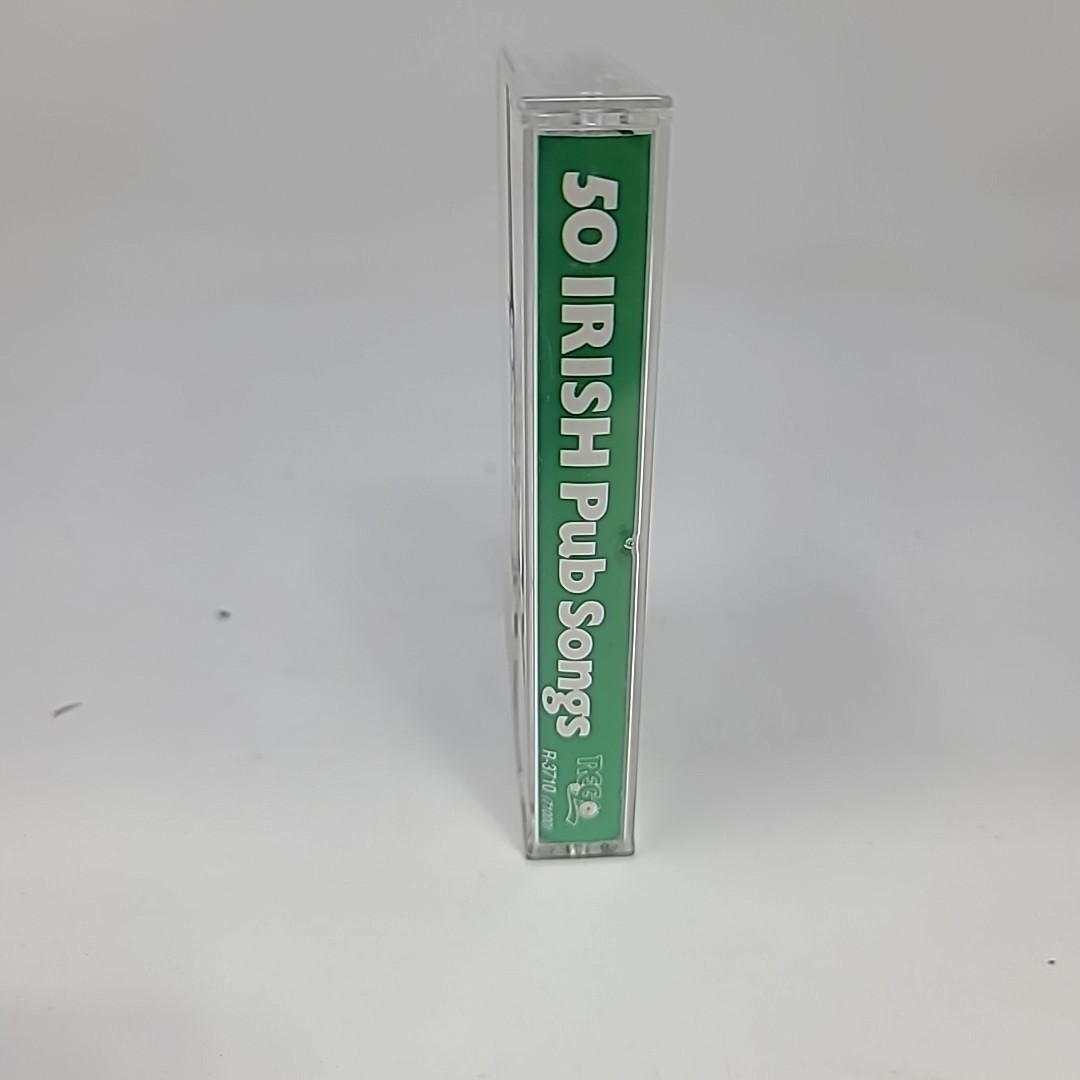 50 IRISH Pub Songs
REGO
R-3710